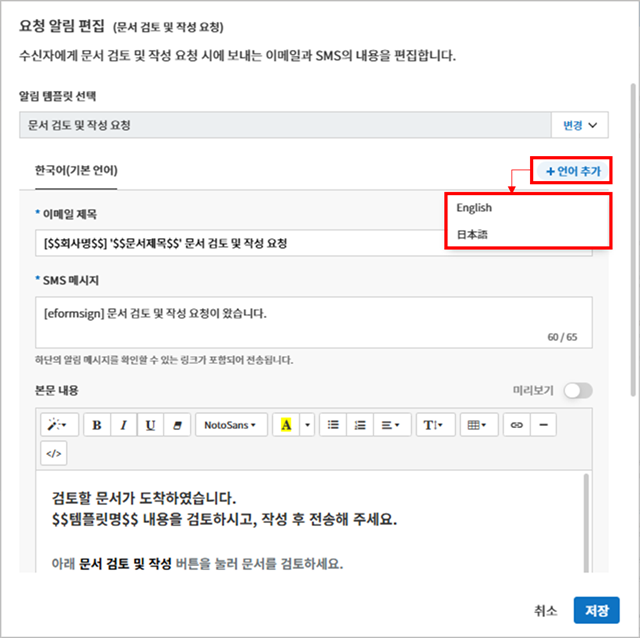 요청 알림 편집 (문서 검토 및 작성 요청)
수신자에게 문서 검토 및 작성 요청 시에 보내는 이메일과 SMS의 내용을 편집합니다.
알림 템플릿 선택
문서 검토 및 작성 요청 변경
한국어(기본 언어) +언어 추가
English
日本語
* 이메일 제목
[$$회사명$$] '$$문서제목$$' 문서 검토 및 작성 요청
* SMS 메시지
[eformsign] 문서 검토 및 작성 요청이 왔습니다.
60 / 65
하단의 알림 메시지를 확인할 수 있는 링크가 포함되어 전송됩니다.
본문 내용 미리보기
B I U NotoSans A T
</>
검토할 문서가 도착하였습니다.
$$템플릿명$$ 내용을 검토하시고, 작성 후 전송해 주세요.
아래 문서 검토 및 작성 버튼을 눌러 문서를 검토하세요.
취소 저장